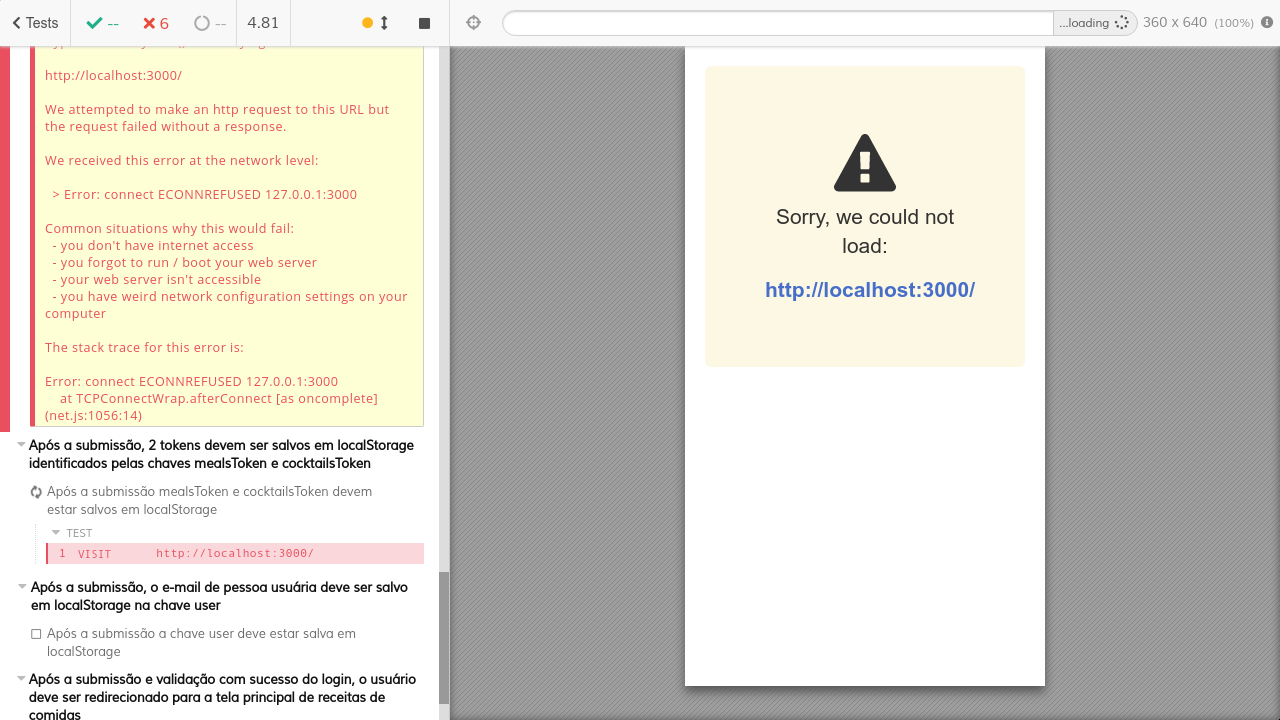 Tests
--
6
--
4.81
...loading
360 x 640 (100%)
http://localhost:3000/
We attempted to make an http request to this URL but
the request failed without a response.
We received this error at the network level:
> Error: connect ECONNREFUSED 127.0.0.1:3000
Common situations why this would fail:
- you don't have internet access
- you forgot to run / boot your web server
- your web server isn't accessible
- you have weird network configuration settings on your
computer
The stack trace for this error is:
Error: connect ECONNREFUSED 127.0.0.1:3000
at TCPConnectWrap.afterConnect [as oncomplete]
(net.js:1056:14)
Após a submissão, 2 tokens devem ser salvos em localStorage
identificados pelas chaves mealsToken e cocktailsToken
Após a submissão mealsToken e cocktailsToken devem
estar salvos em localStorage
TEST
1 VISIT http://localhost:3000/
Após a submissão, o e-mail de pessoa usuária deve ser salvo
em localStorage na chave user
Após a submissão a chave user deve estar salva em
localStorage
Após a submissão e validação com sucesso do login, o usuário
deve ser redirecionado para a tela principal de receitas de
comidas
Sorry, we could not
load:
http://localhost:3000/